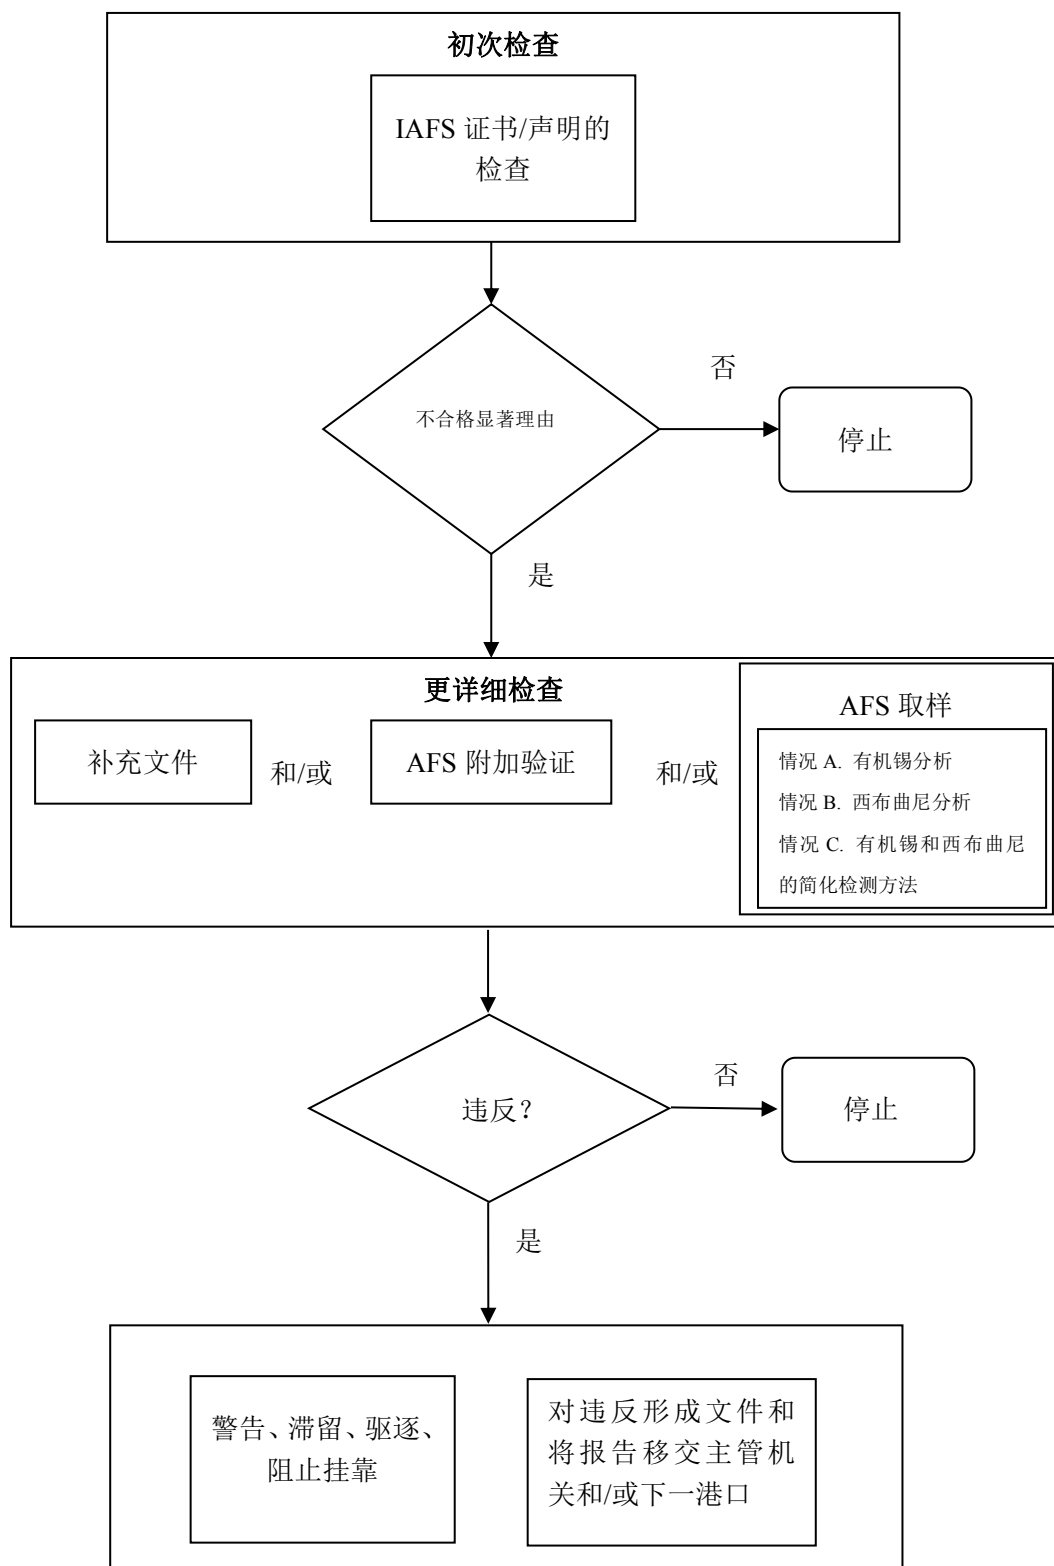 初次检查
IAFS 证书/声明的
检查
否
不合格显著理由
停止
是
更详细检查
补充文件
和/或
AFS 附加验证
和/或
AFS 取样
情况 A. 有机锡分析
情况 B. 西布曲尼分析
情况 C. 有机锡和西布曲尼
的简化检测方法
否
违反？
停止
是
警告、滞留、驱逐、
阻止挂靠
对违反形成文件和
将报告移交主管机
关和/或下一港口